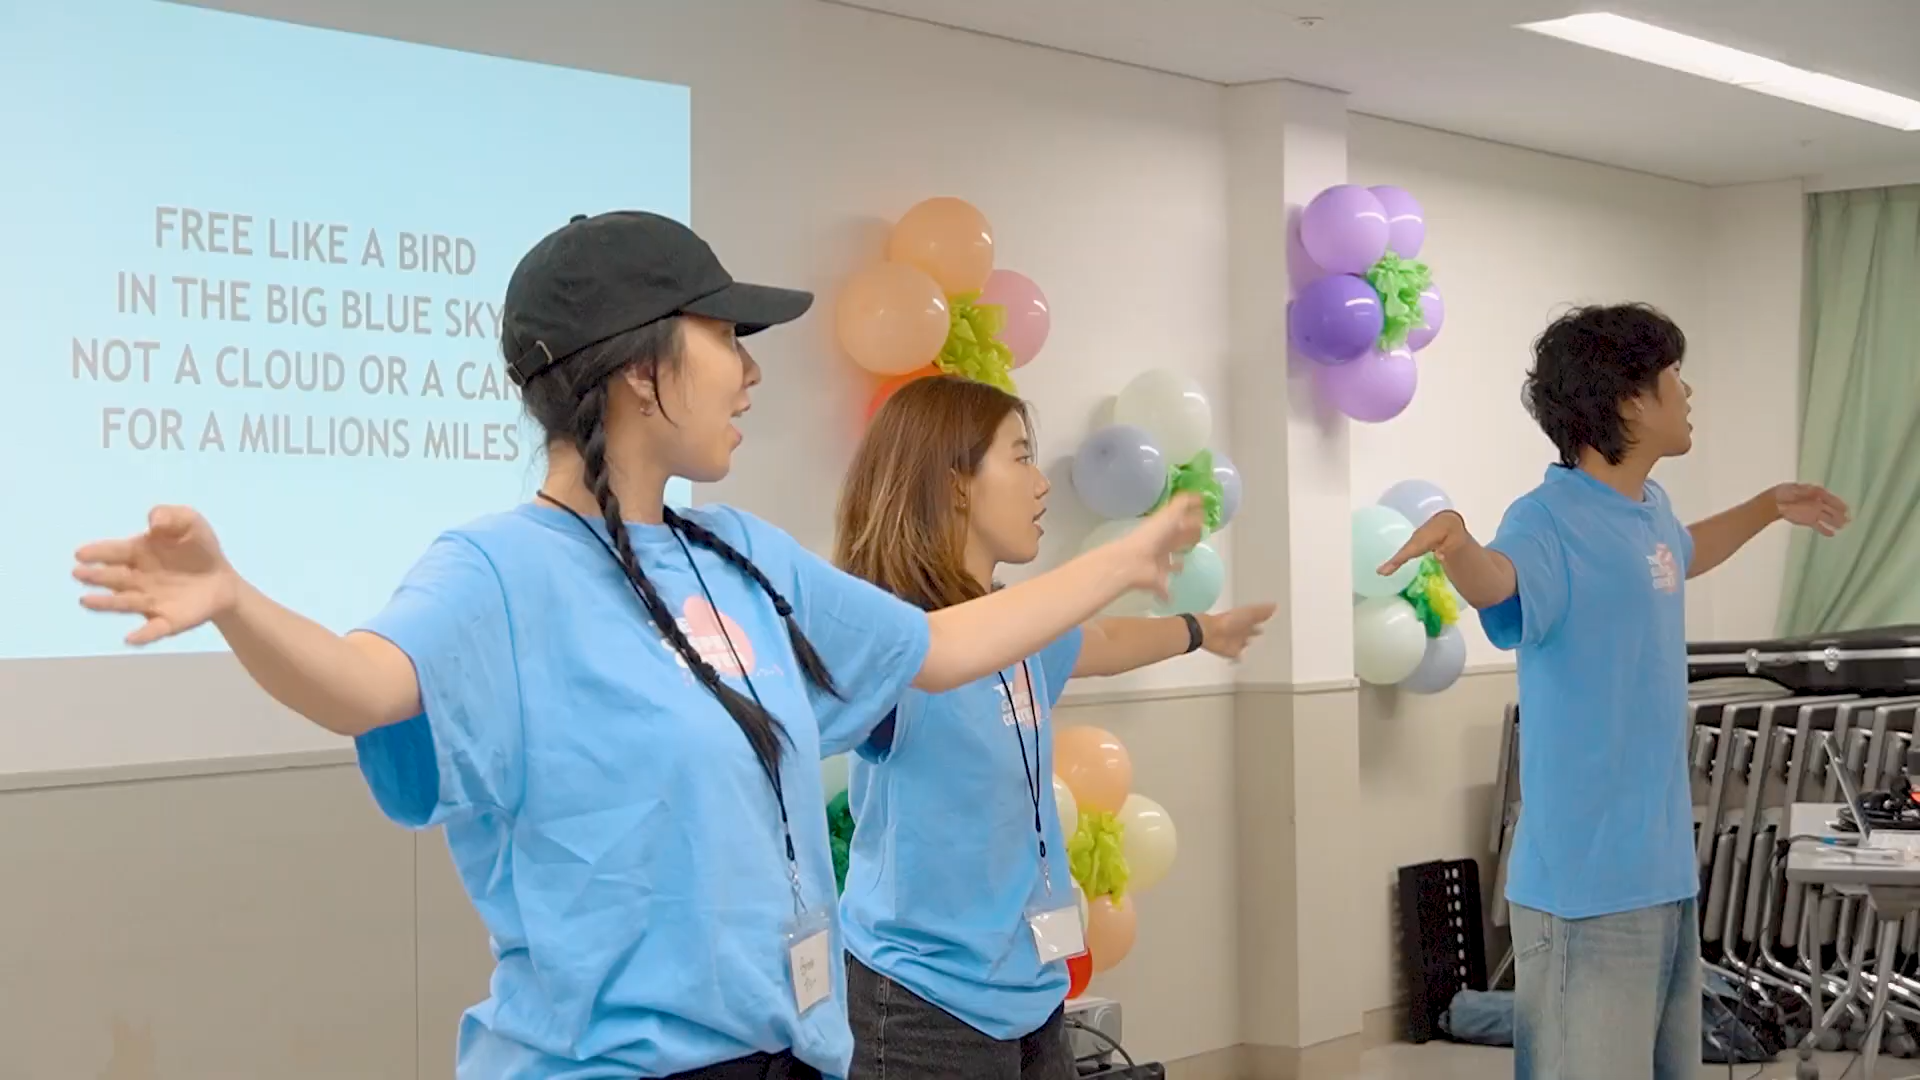 FREE LIKE A BIRD
IN THE BIG BLUE SKY
NOT A CLOUD OR A CAR
FOR A MILLIONS MILES